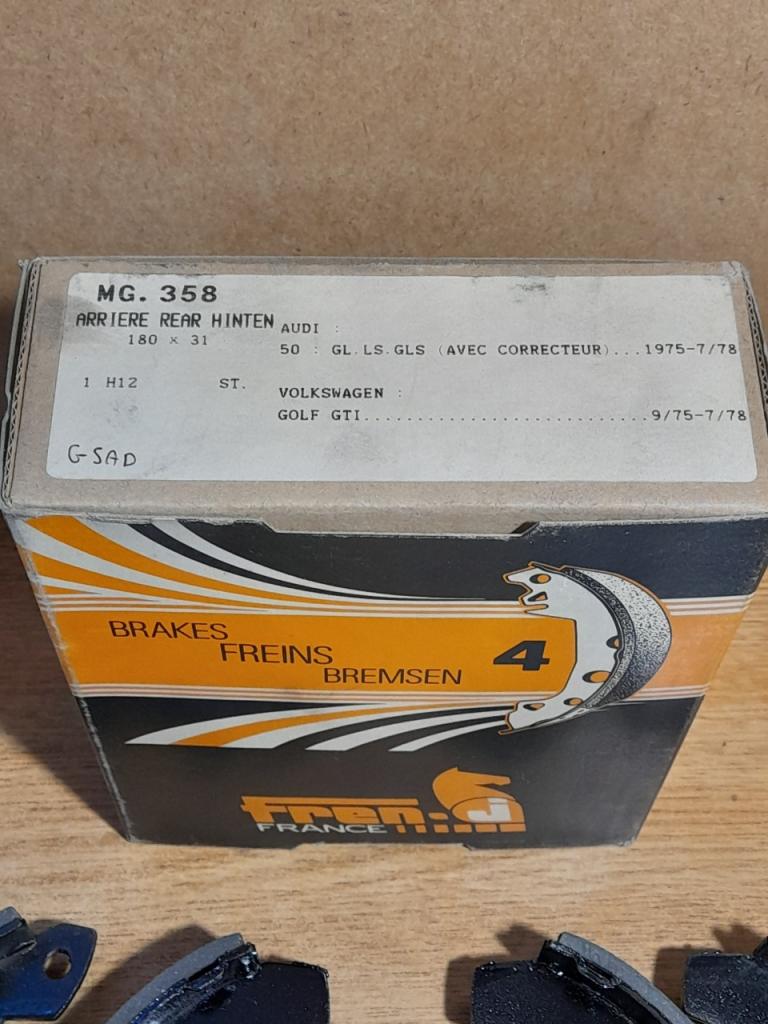 MG. 358
ARRIERE REAR HINTEN
180 x 31
AUDI :
50 : GL.LS.GLS (AVEC CORRECTEUR)...1975-7/78
1 H12 ST.
VOLKSWAGEN :
GOLF GTI............................9/75-7/78
G-SAD
BRAKES
FREINS
BREMSEN
4
FRANCE